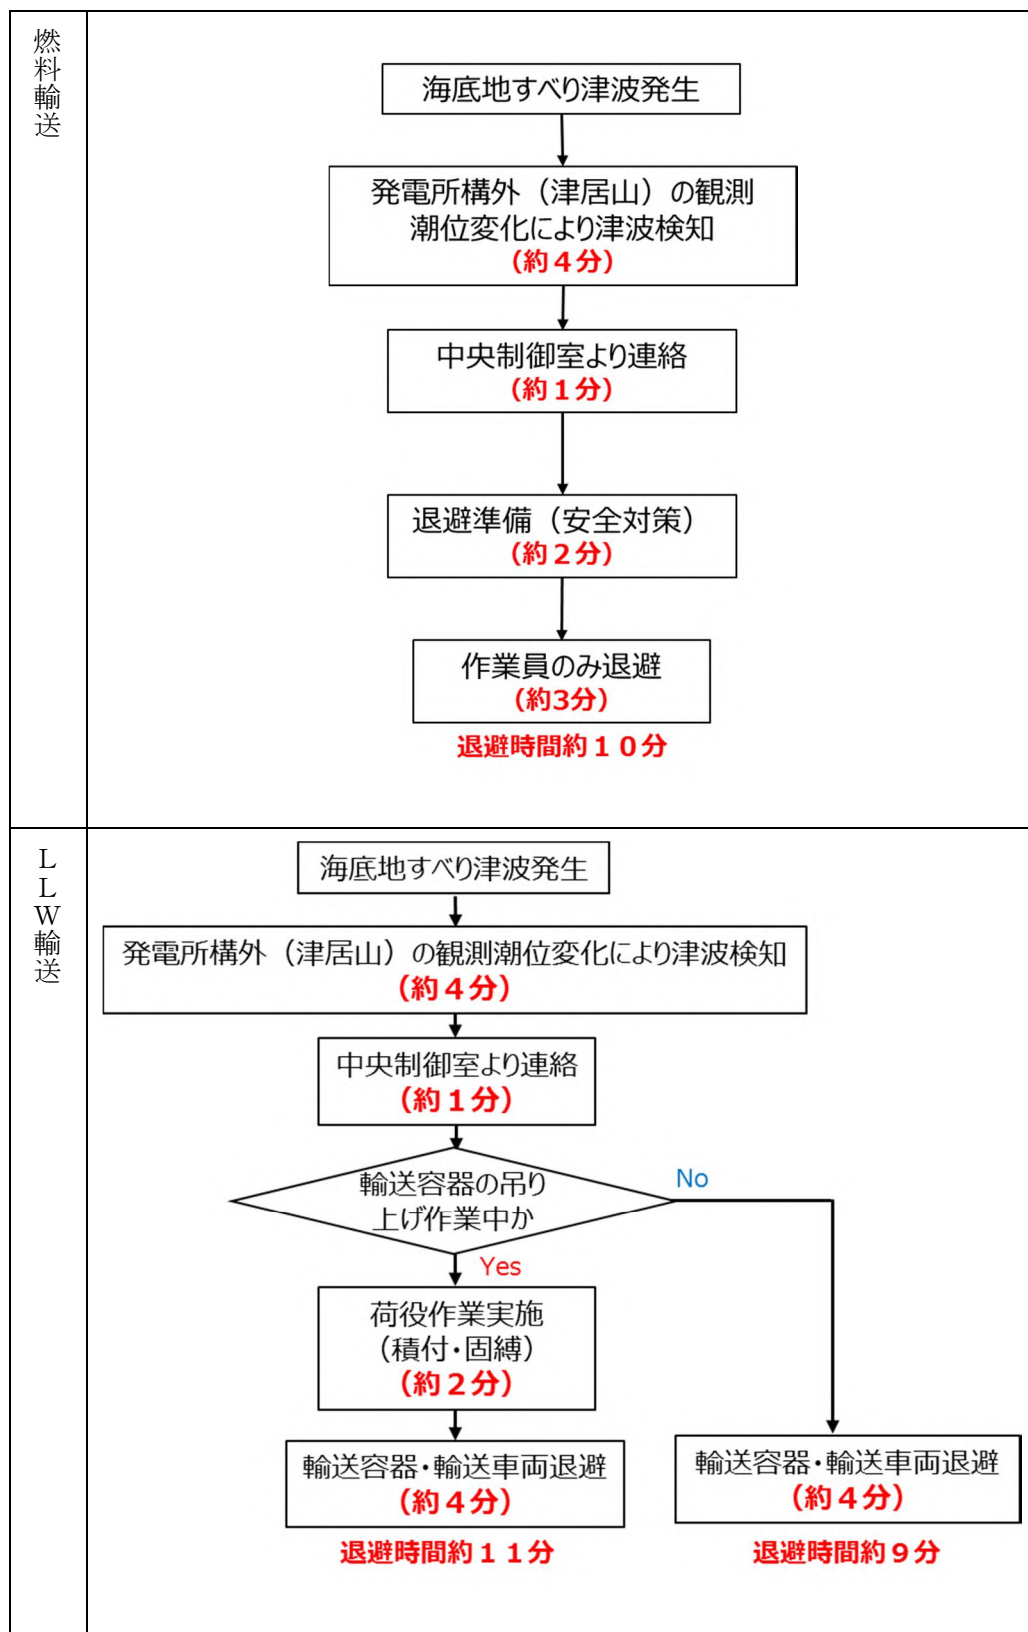 燃料輸送
海底地すべり津波発生
発電所構外（津居山）の観測
潮位変化により津波検知
（約４分）
中央制御室より連絡
（約１分）
退避準備（安全対策）
（約２分）
作業員のみ退避
（約3分）
退避時間約１０分
ＬＬＷ輸送
海底地すべり津波発生
発電所構外（津居山）の観測潮位変化により津波検知
（約４分）
中央制御室より連絡
（約１分）
輸送容器の吊り
上げ作業中か
No
Yes
荷役作業実施
（積付・固縛）
（約２分）
輸送容器・輸送車両退避
（約４分）
退避時間約１１分
輸送容器・輸送車両退避
（約４分）
退避時間約９分